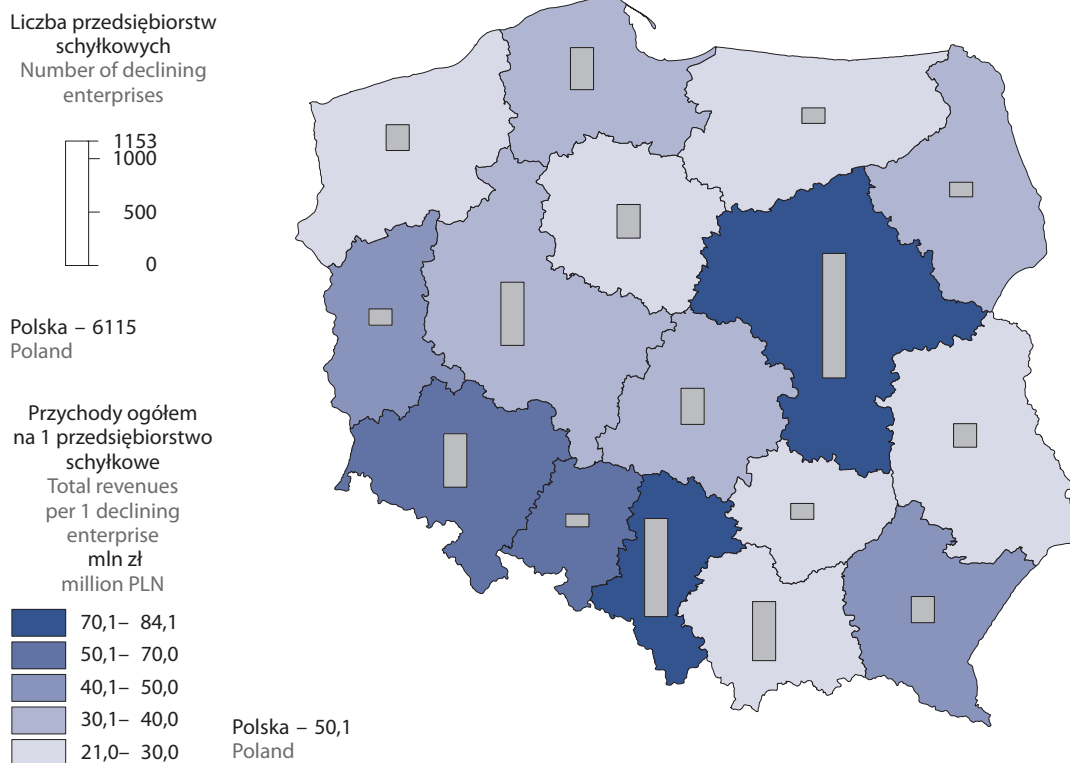 Liczba przedsiębiorstw
schyłkowych
Number of declining
enterprises
1153
1000
500
0
Polska – 6115
Poland
Przychody ogółem
na 1 przedsiębiorstwo
schyłkowe
Total revenues
per 1 declining
enterprise
mln zł
million PLN
70,1– 84,1
50,1– 70,0
40,1– 50,0
30,1– 40,0
21,0– 30,0
Polska – 50,1
Poland